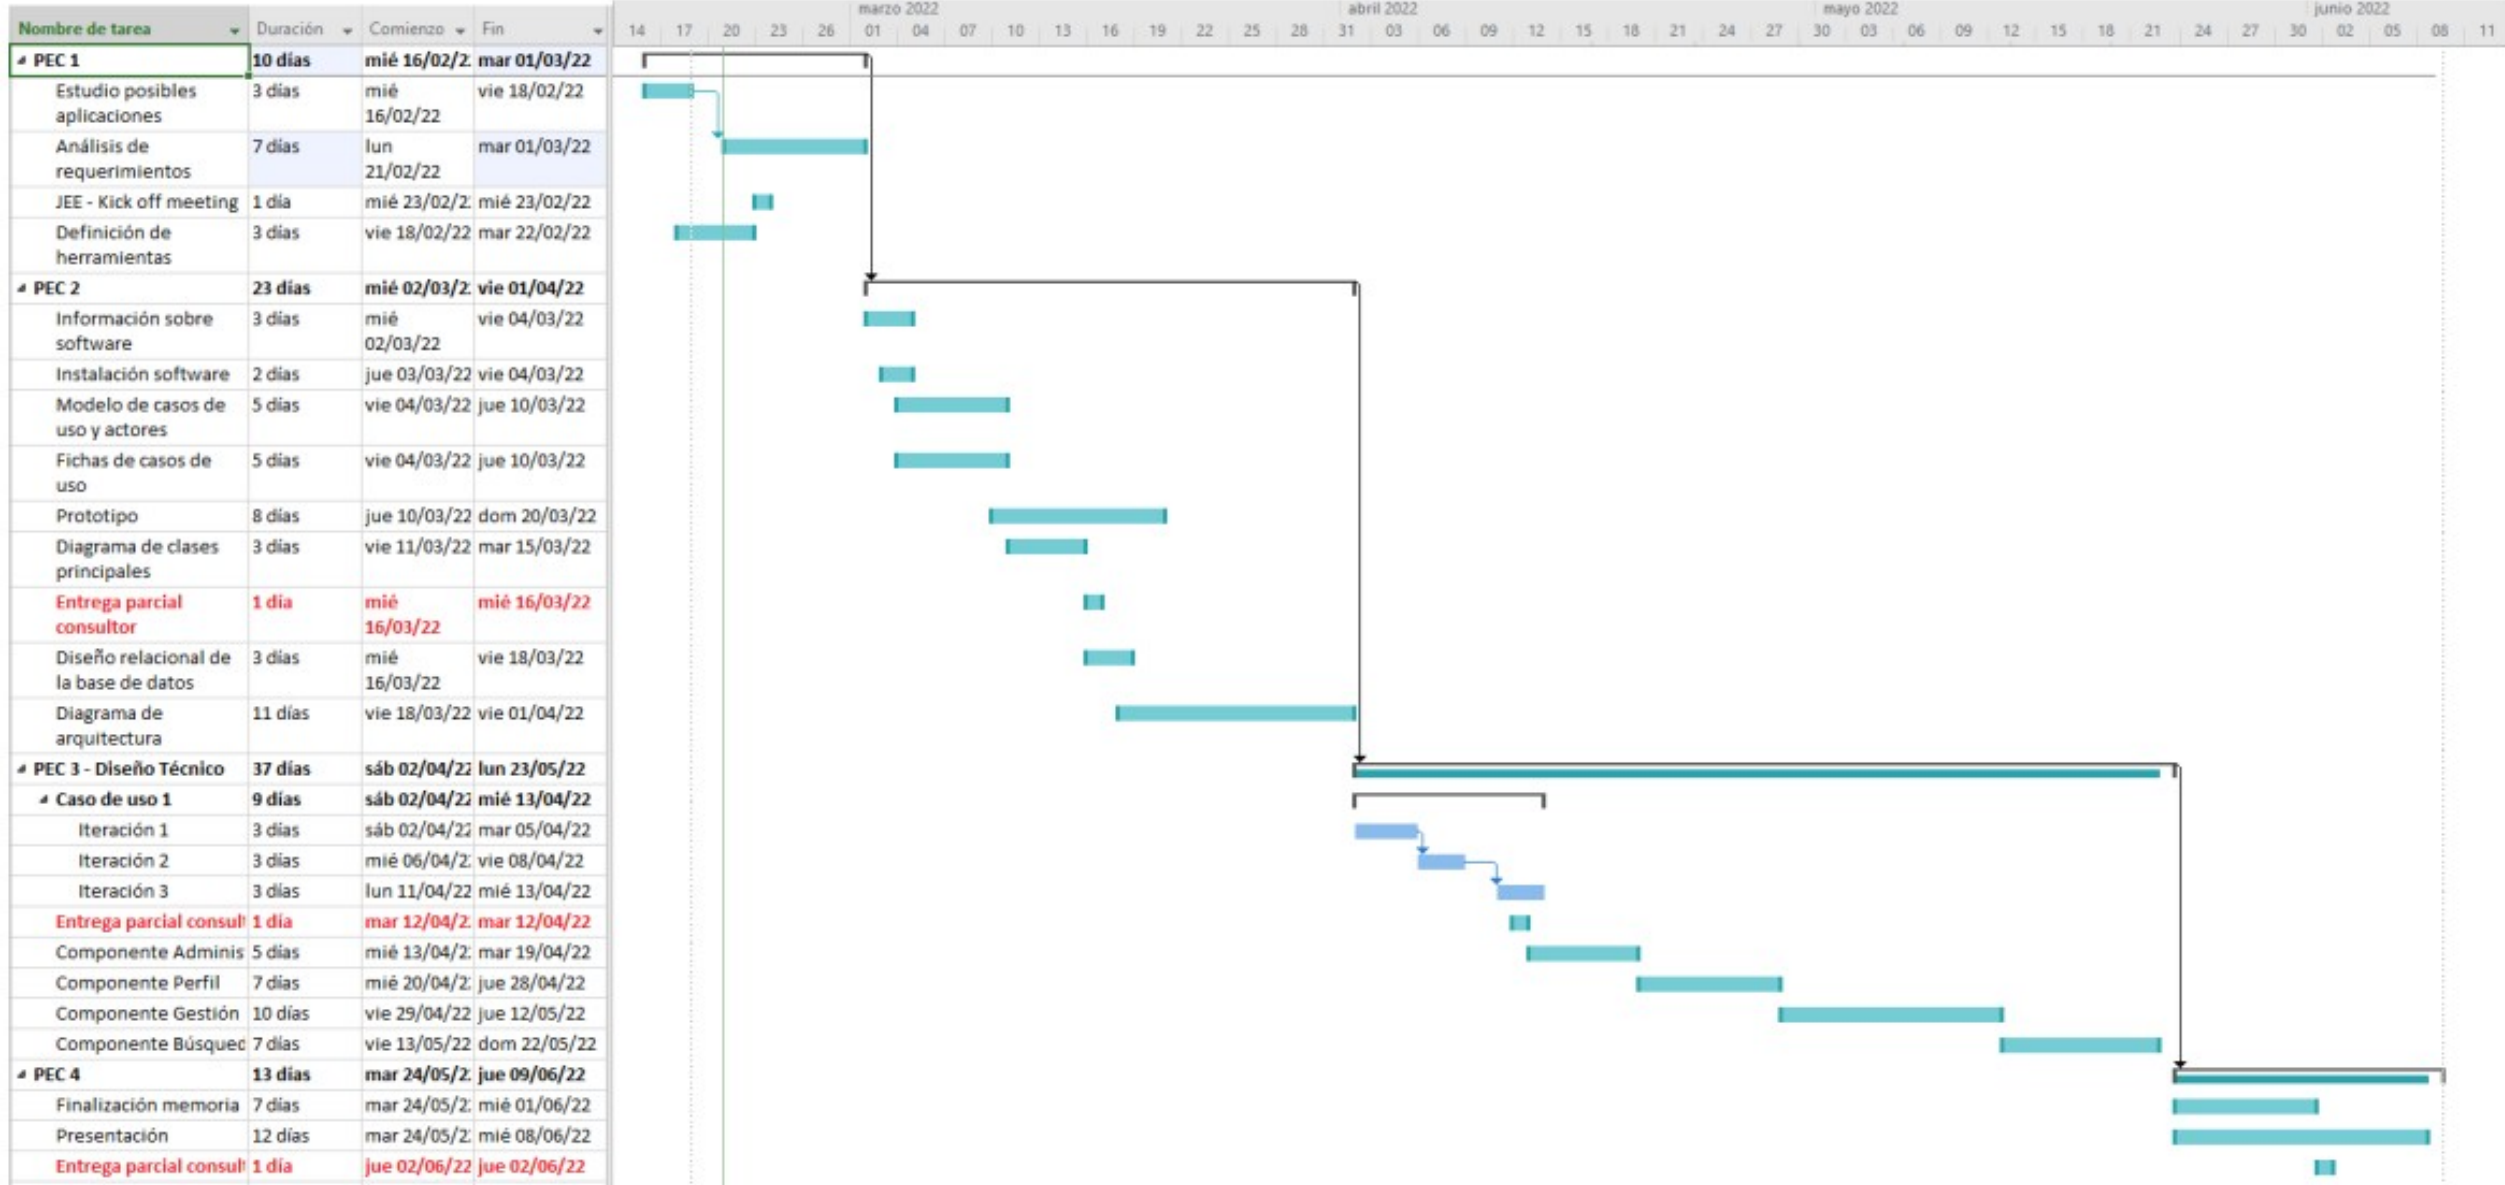 marzo 2022 abril 2022 mayo 2022 junio 2022
Nombre de tarea Duración Comienzo Fin 14 17 20 23 26 01 04 07 10 13 16 19 22 25 28 31 03 06 09 12 15 18 21 24 27 30 03 06 09 12 15 18 21 24 27 30 02 05 08 11
PEC 1 10 días mié 16/02/2 mar 01/03/22
Estudio posibles 3 días mié vie 18/02/22
aplicaciones 16/02/22
Análisis de 7 días lun mar 01/03/22
requerimientos 21/02/22
JEE - Kick off meeting 1 día mié 23/02/2 mié 23/02/22
Definición de 3 días vie 18/02/22 mar 22/02/22
herramientas
PEC 2 23 días mié 02/03/2 vie 01/04/22
Información sobre 3 días mié vie 04/03/22
software 02/03/22
Instalación software 2 días jue 03/03/22 vie 04/03/22
Modelo de casos de 5 días vie 04/03/22 jue 10/03/22
uso y actores
Fichas de casos de 5 días vie 04/03/22 jue 10/03/22
uso
Prototipo 8 días jue 10/03/22 dom 20/03/22
Diagrama de clases 3 días vie 11/03/22 mar 15/03/22
principales
Entrega parcial 1 día mié mié 16/03/22
consultor 16/03/22
Diseño relacional de 3 días mié vie 18/03/22
la base de datos 16/03/22
Diagrama de 11 días vie 18/03/22 vie 01/04/22
arquitectura
PEC 3 - Diseño Técnico 37 días sáb 02/04/22 lun 23/05/22
Caso de uso 1 9 días sáb 02/04/22 mié 13/04/22
Iteración 1 3 días sáb 02/04/22 mar 05/04/22
Iteración 2 3 días mié 06/04/2 vie 08/04/22
Iteración 3 3 días lun 11/04/22 mié 13/04/22
Entrega parcial consult 1 día mar 12/04/2 mar 12/04/22
Componente Adminis 5 días mié 13/04/2 mar 19/04/22
Componente Perfil 7 días mié 20/04/2 jue 28/04/22
Componente Gestión 10 días vie 29/04/22 jue 12/05/22
Componente Búsqued 7 días vie 13/05/22 dom 22/05/22
PEC 4 13 días mar 24/05/2 jue 09/06/22
Finalización memoria 7 días mar 24/05/2 mié 01/06/22
Presentación 12 días mar 24/05/2 mié 08/06/22
Entrega parcial consult 1 día jue 02/06/22 jue 02/06/22